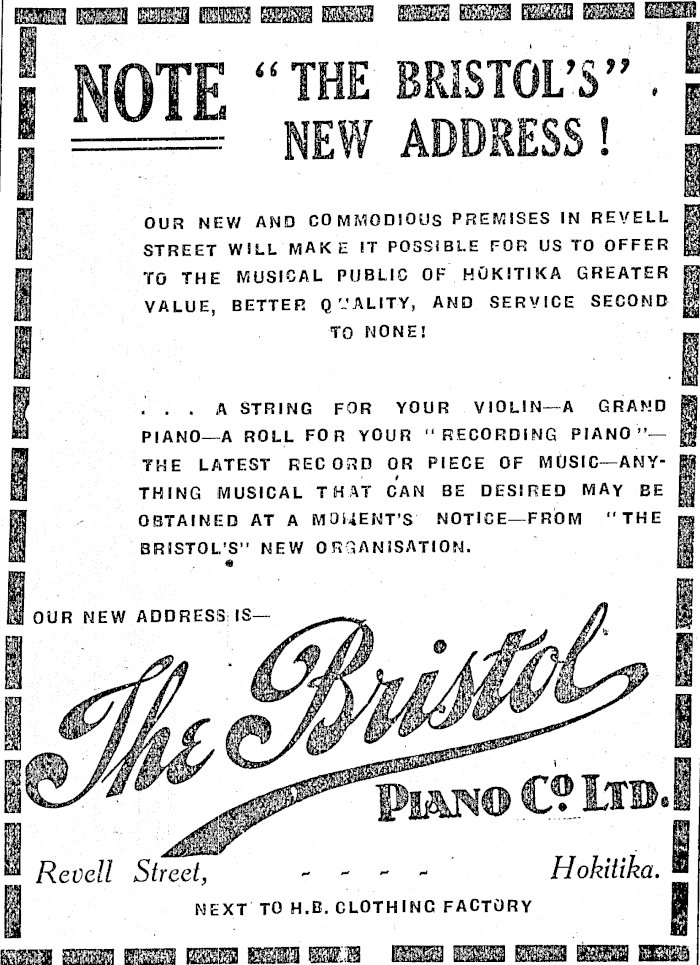 NOTE "THE BRISTOL'S"
NEW ADDRESS!
OUR NEW AND COMMODIOUS PREMISES IN REVELL
STREET WILL MAKE IT POSSIBLE FOR US TO OFFER
TO THE MUSICAL PUBLIC OF HOKITIKA GREATER
VALUE, BETTER QUALITY, AND SERVICE SECOND
TO NONE!
. . . A STRING FOR YOUR VIOLIN—A GRAND
PIANO—A ROLL FOR YOUR "RECORDING PIANO"—
THE LATEST RECORD OR PIECE OF MUSIC—ANY-
THING MUSICAL THAT CAN BE DESIRED MAY BE
OBTAINED AT A MOMENT'S NOTICE—FROM "THE
BRISTOL'S" NEW ORGANISATION.
OUR NEW ADDRESS IS—
The Bristol
PIANO Co. LTD.
Revell Street, - - - - Hokitika.
NEXT TO H.B. CLOTHING FACTORY